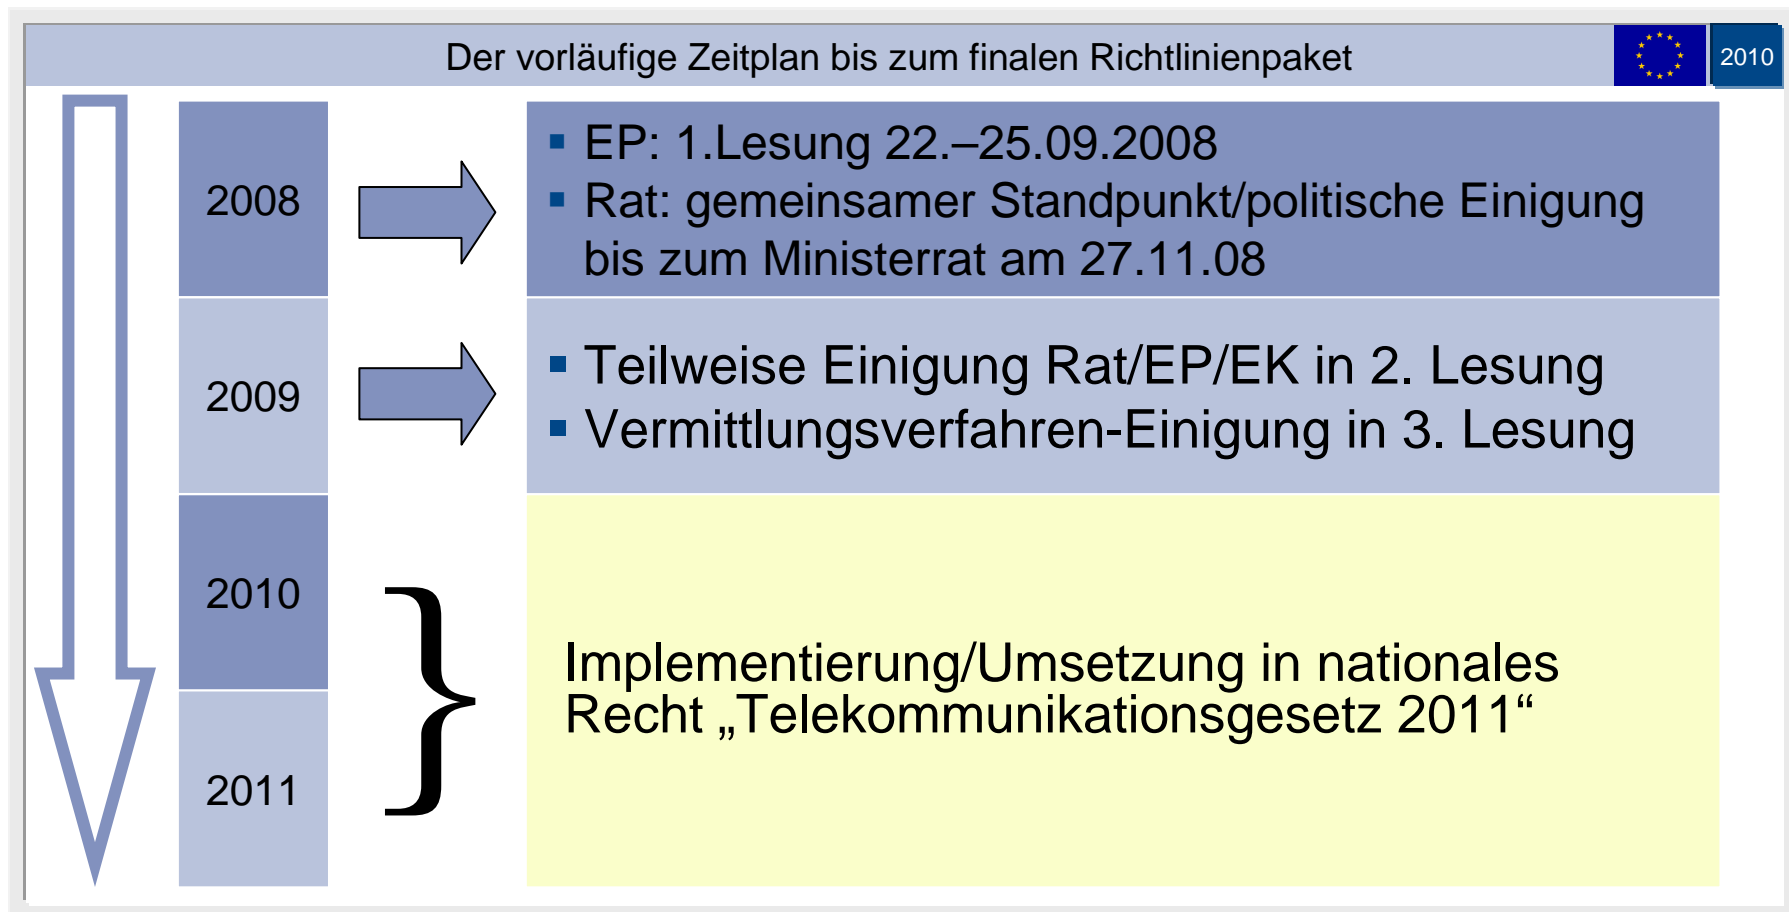 Der vorläufige Zeitplan bis zum finalen Richtlinienpaket
2010
2008
▪ EP: 1.Lesung 22.–25.09.2008
▪ Rat: gemeinsamer Standpunkt/politische Einigung
bis zum Ministerrat am 27.11.08
2009
▪ Teilweise Einigung Rat/EP/EK in 2. Lesung
▪ Vermittlungsverfahren-Einigung in 3. Lesung
2010
2011
}
Implementierung/Umsetzung in nationales
Recht „Telekommunikationsgesetz 2011“